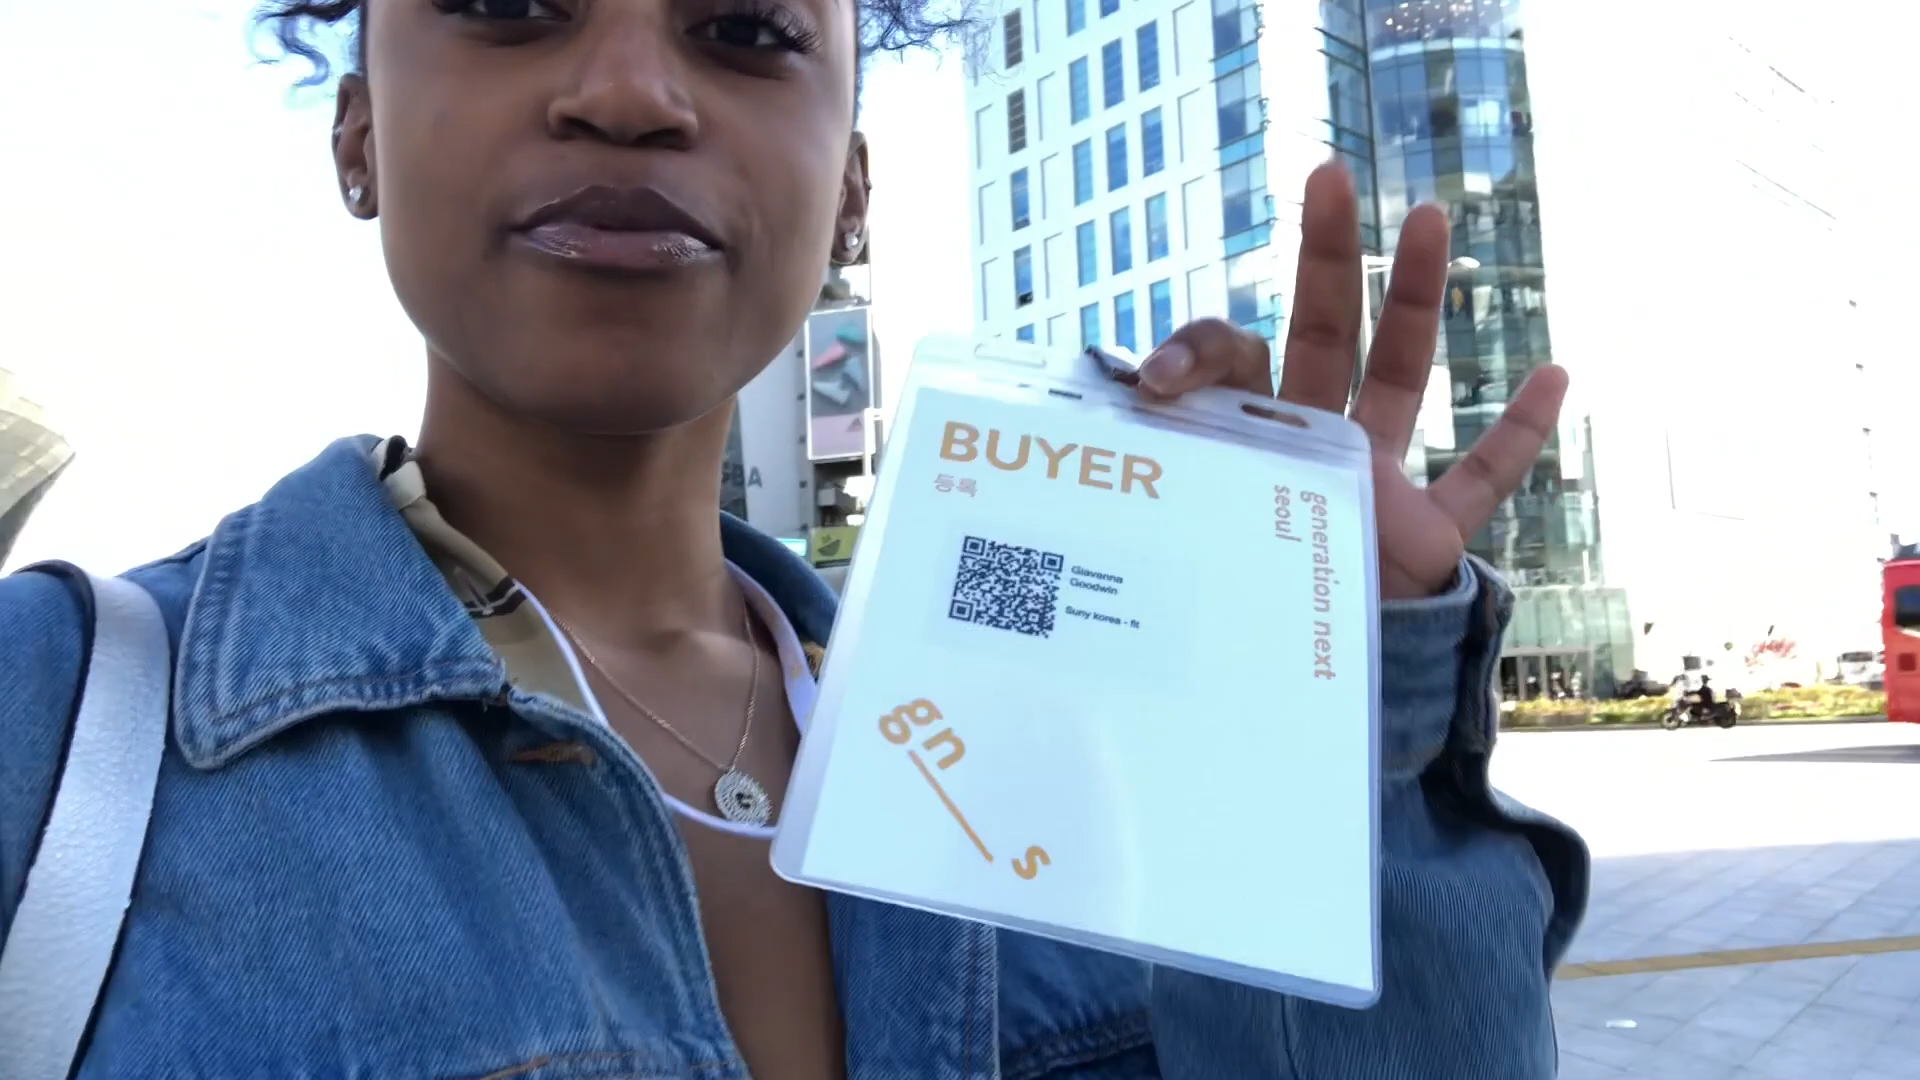 BUYER
등록
Giavanna
Goodwin
Suny korea - fit
generation next
seoul
gn
s